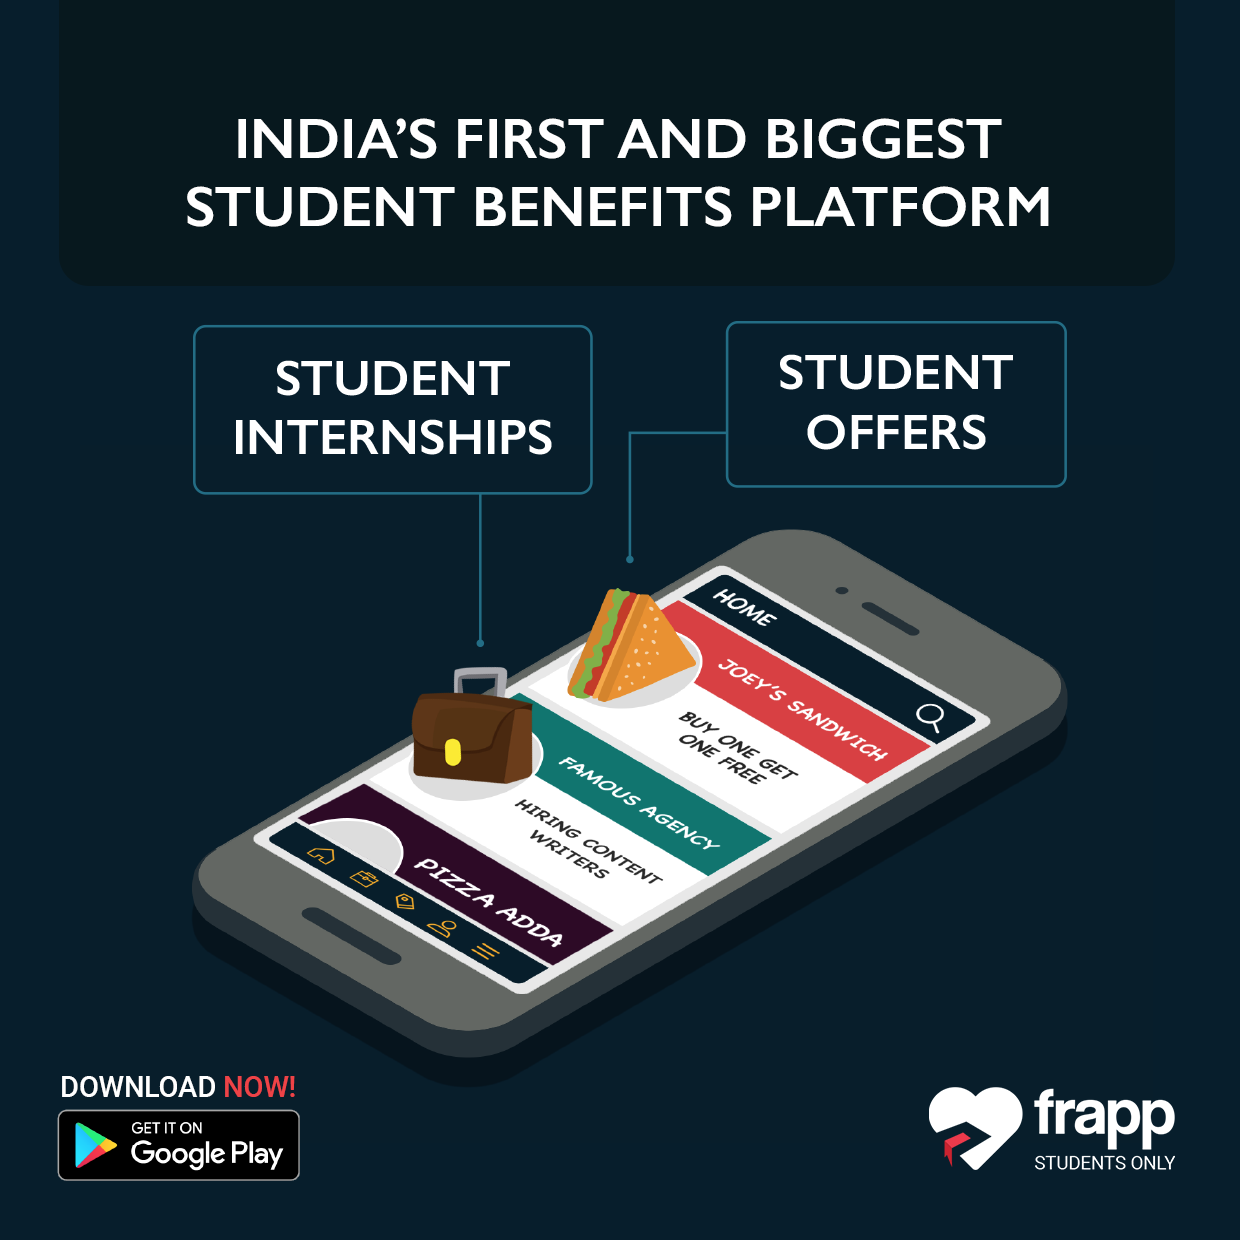 INDIA'S FIRST AND BIGGEST
STUDENT BENEFITS PLATFORM
STUDENT
INTERNSHIPS
STUDENT
OFFERS
HOME
JOEY'S SANDWICH
BUY ONE GET
ONE FREE
FAMOUS AGENCY
HIRING CONTENT
WRITERS
PIZZA ADDA
DOWNLOAD NOW!
GET IT ON
Google Play
frapp
STUDENTS ONLY